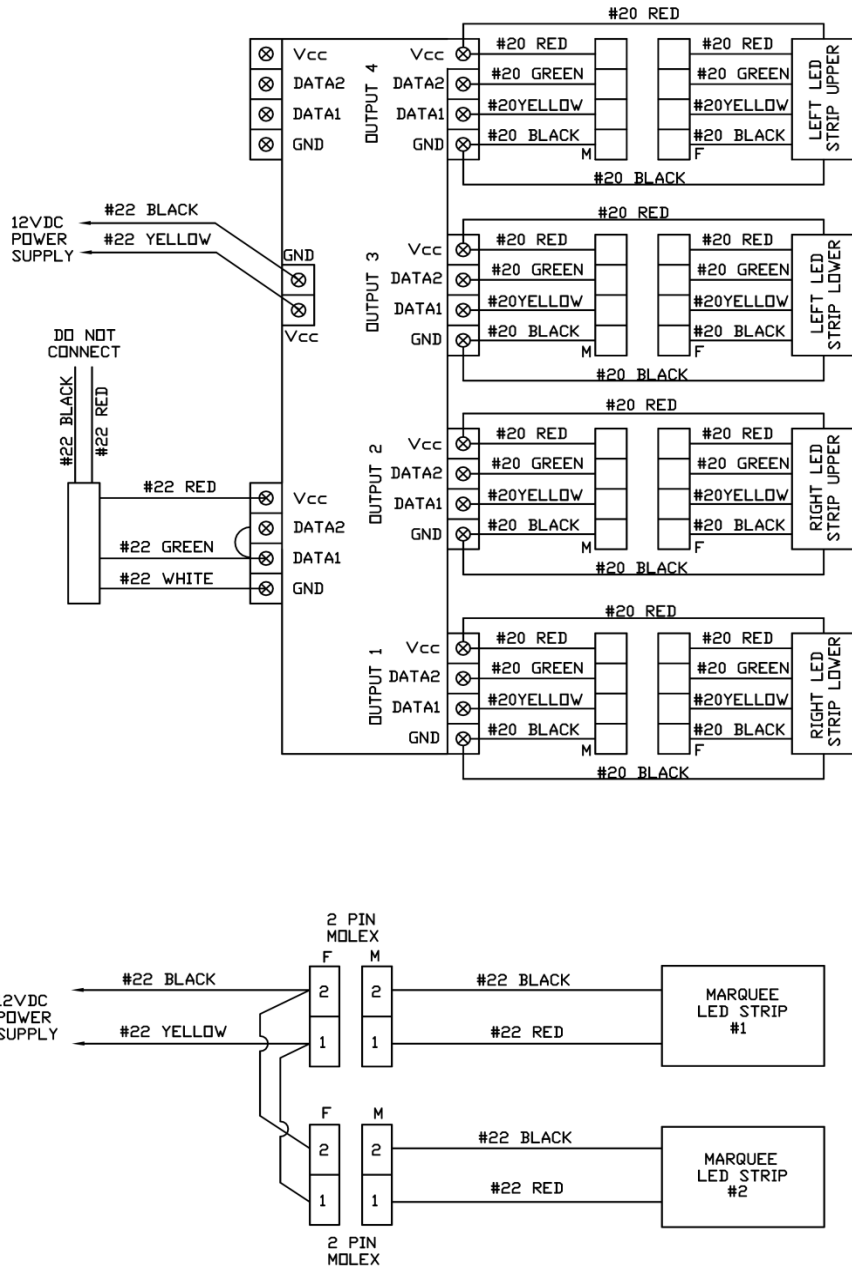 #20 RED
Vcc
DATA2
DATA1
GND
OUTPUT 4
Vcc
DATA2
DATA1
GND
#20 RED
#20 GREEN
#20YELLOW
#20 BLACK
M
F
#20 RED
#20 GREEN
#20YELLOW
#20 BLACK
LEFT LED
STRIP UPPER
#20 BLACK
12VDC
POWER
SUPPLY
#22 BLACK
#22 YELLOW
GND
Vcc
#20 RED
OUTPUT 3
Vcc
DATA2
DATA1
GND
#20 RED
#20 GREEN
#20YELLOW
#20 BLACK
M
F
#20 RED
#20 GREEN
#20YELLOW
#20 BLACK
LEFT LED
STRIP LOWER
#20 BLACK
DO NOT
CONNECT
#22 BLACK
#22 RED
#22 RED
#22 GREEN
#22 WHITE
Vcc
DATA2
DATA1
GND
#20 RED
OUTPUT 2
Vcc
DATA2
DATA1
GND
#20 RED
#20 GREEN
#20YELLOW
#20 BLACK
M
F
#20 RED
#20 GREEN
#20YELLOW
#20 BLACK
RIGHT LED
STRIP UPPER
#20 BLACK
#20 RED
OUTPUT 1
Vcc
DATA2
DATA1
GND
#20 RED
#20 GREEN
#20YELLOW
#20 BLACK
M
F
#20 RED
#20 GREEN
#20YELLOW
#20 BLACK
RIGHT LED
STRIP LOWER
#20 BLACK
2 PIN
MOLEX
F
M
12VDC
POWER
SUPPLY
#22 BLACK
#22 YELLOW
2
1
2
1
#22 BLACK
#22 RED
MARQUEE
LED STRIP
#1
F
M
2
1
2
1
#22 BLACK
#22 RED
MARQUEE
LED STRIP
#2
2 PIN
MOLEX